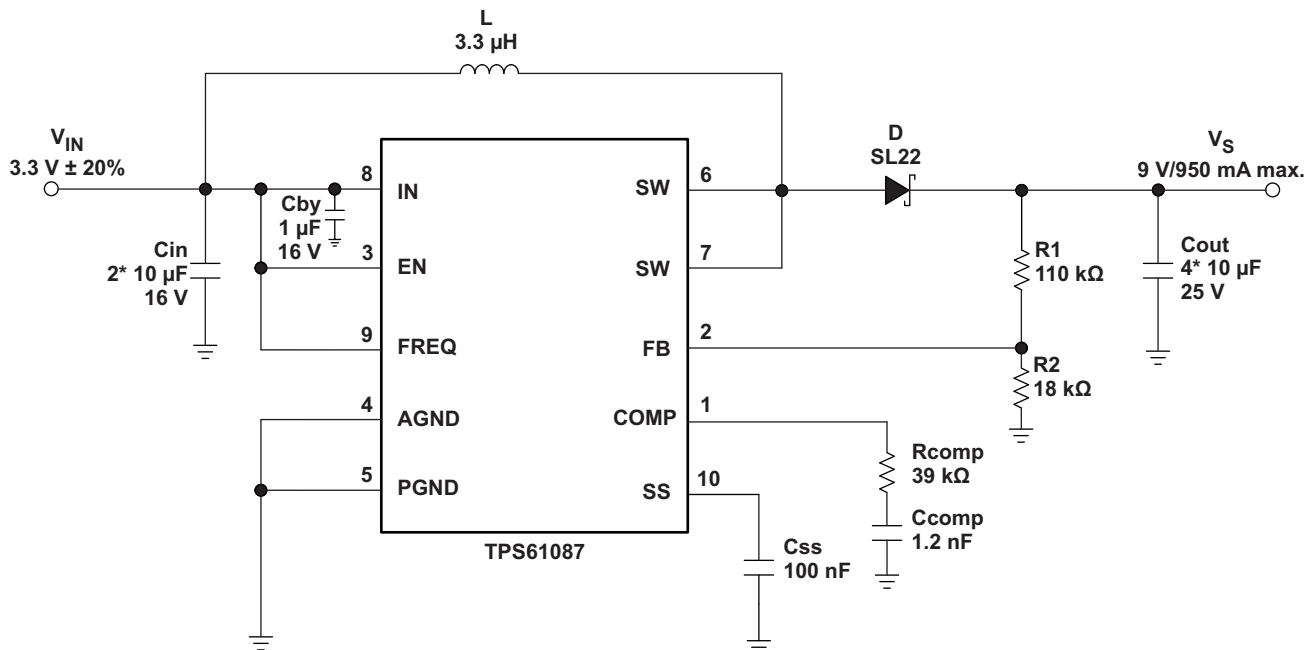 L
3.3 µH
V_IN
3.3 V ± 20%
D
SL22
V_S
9 V/950 mA max.
8
IN
SW
6
Cby
1 µF
16 V
Cin
2* 10 µF
16 V
3
EN
SW
7
R1
110 kΩ
Cout
4* 10 µF
25 V
9
FREQ
FB
2
R2
18 kΩ
4
AGND
COMP
1
Rcomp
39 kΩ
5
PGND
SS
10
Ccomp
1.2 nF
TPS61087
Css
100 nF